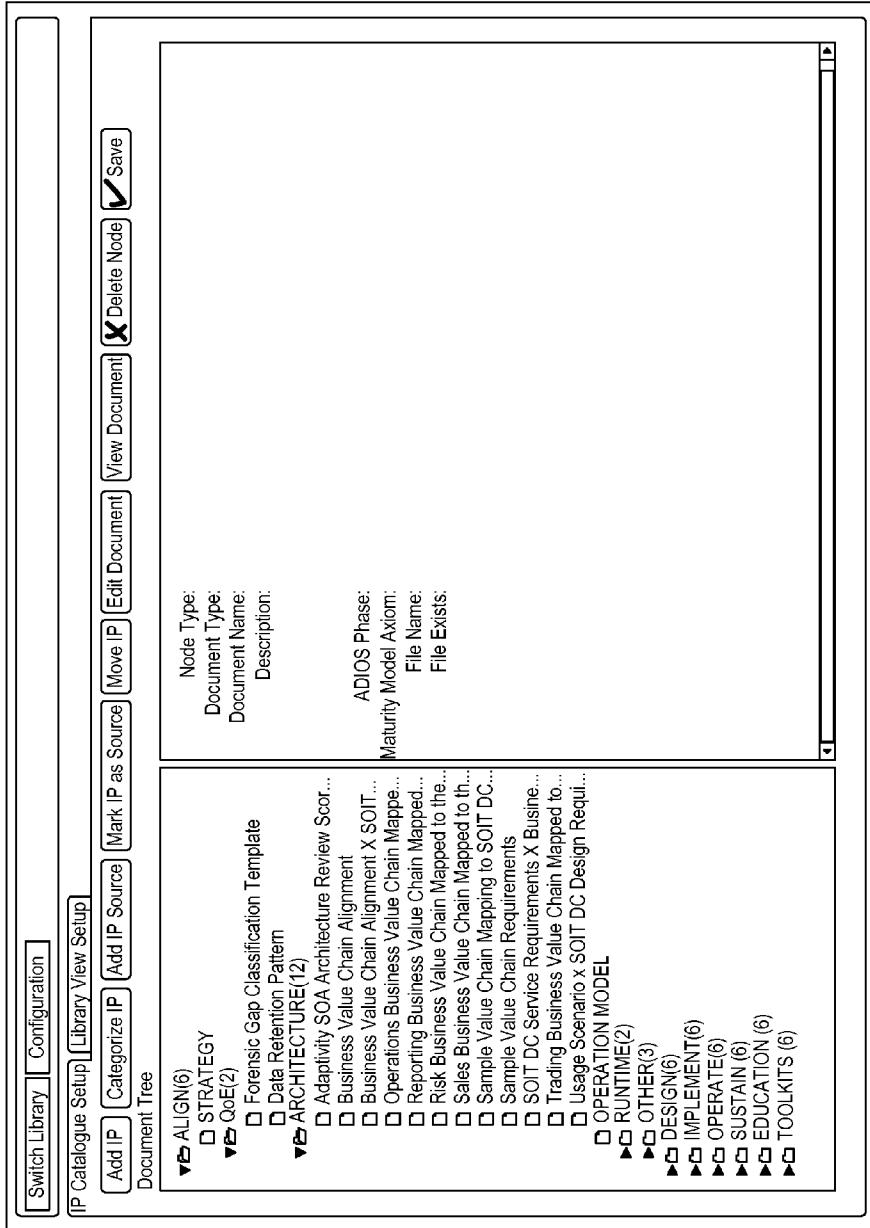 Switch Library Configuration
IP Catalogue Setup Library View Setup
Add IP Categorize IP Add IP Source Mark IP as Source Move IP Edit Document View Document Delete Node Save
Document Tree
ALIGN(6)
STRATEGY
QoE(2)
Forensic Gap Classification Template
Data Retention Pattern
ARCHITECTURE(12)
Adaptivity SOA Architecture Review Scor...
Business Value Chain Alignment
Business Value Chain Alignment X SOIT...
Operations Business Value Chain Mappe...
Reporting Business Value Chain Mapped...
Risk Business Value Chain Mapped to the...
Sales Business Value Chain Mapped to th...
Sample Value Chain Mapping to SOIT DC...
Sample Value Chain Requirements
SOIT DC Service Requirements X Busine...
Trading Business Value Chain Mapped to...
Usage Scenario x SOIT DC Design Requi...
OPERATION MODEL
RUNTIME(2)
OTHER(3)
DESIGN(6)
IMPLEMENT(6)
OPERATE(6)
SUSTAIN (6)
EDUCATION (6)
TOOLKITS (6)
Node Type:
Document Type:
Document Name:
Description:
ADIOS Phase:
Maturity Model Axiom:
File Name:
File Exists: